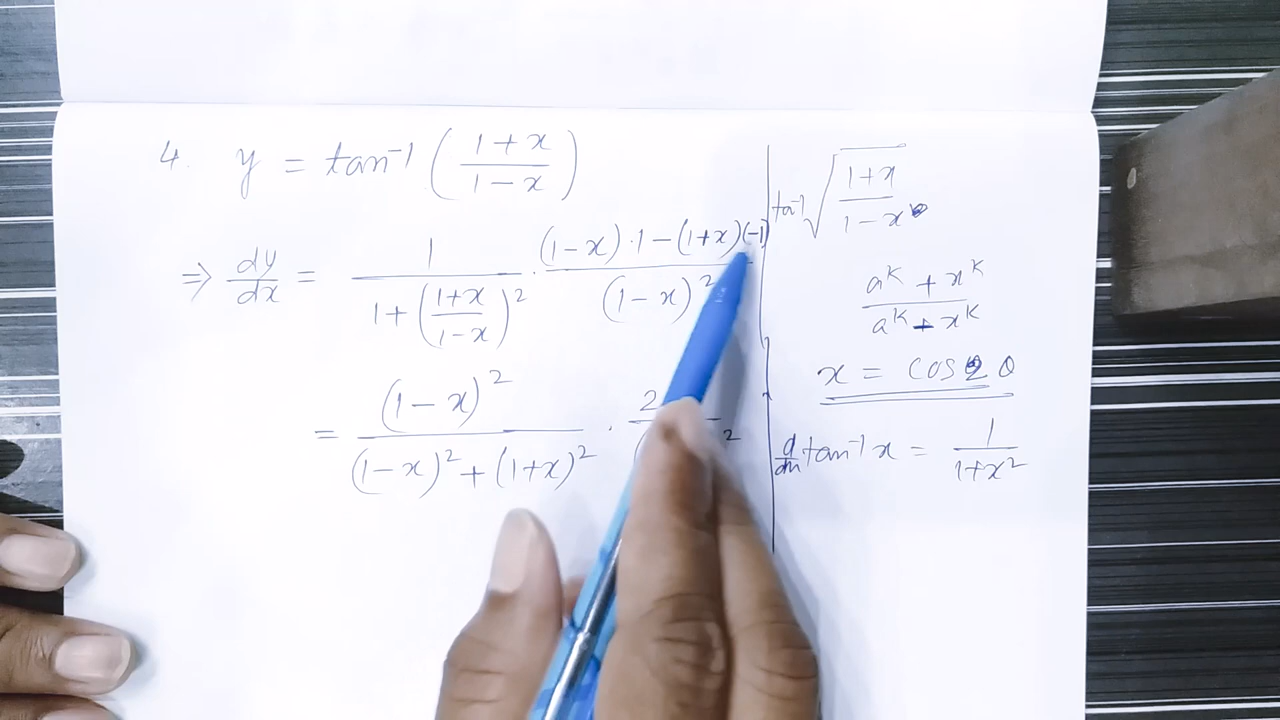 4. y = tan⁻¹ ( (1 + x) / (1 − x) )
⇒ dy/dx = 1 / (1 + ((1+x)/(1−x))²) · ((1−x)·1 − (1+x)(−1)) / (1−x)²
= (1−x)² / ((1−x)² + (1+x)²) · 2
tan⁻¹ √((1+x)/(1−x))
aᵏ + xᵏ
aᵏ + xᵏ
x = cos 2 θ
d/dx tan⁻¹ x = 1/(1+x²)